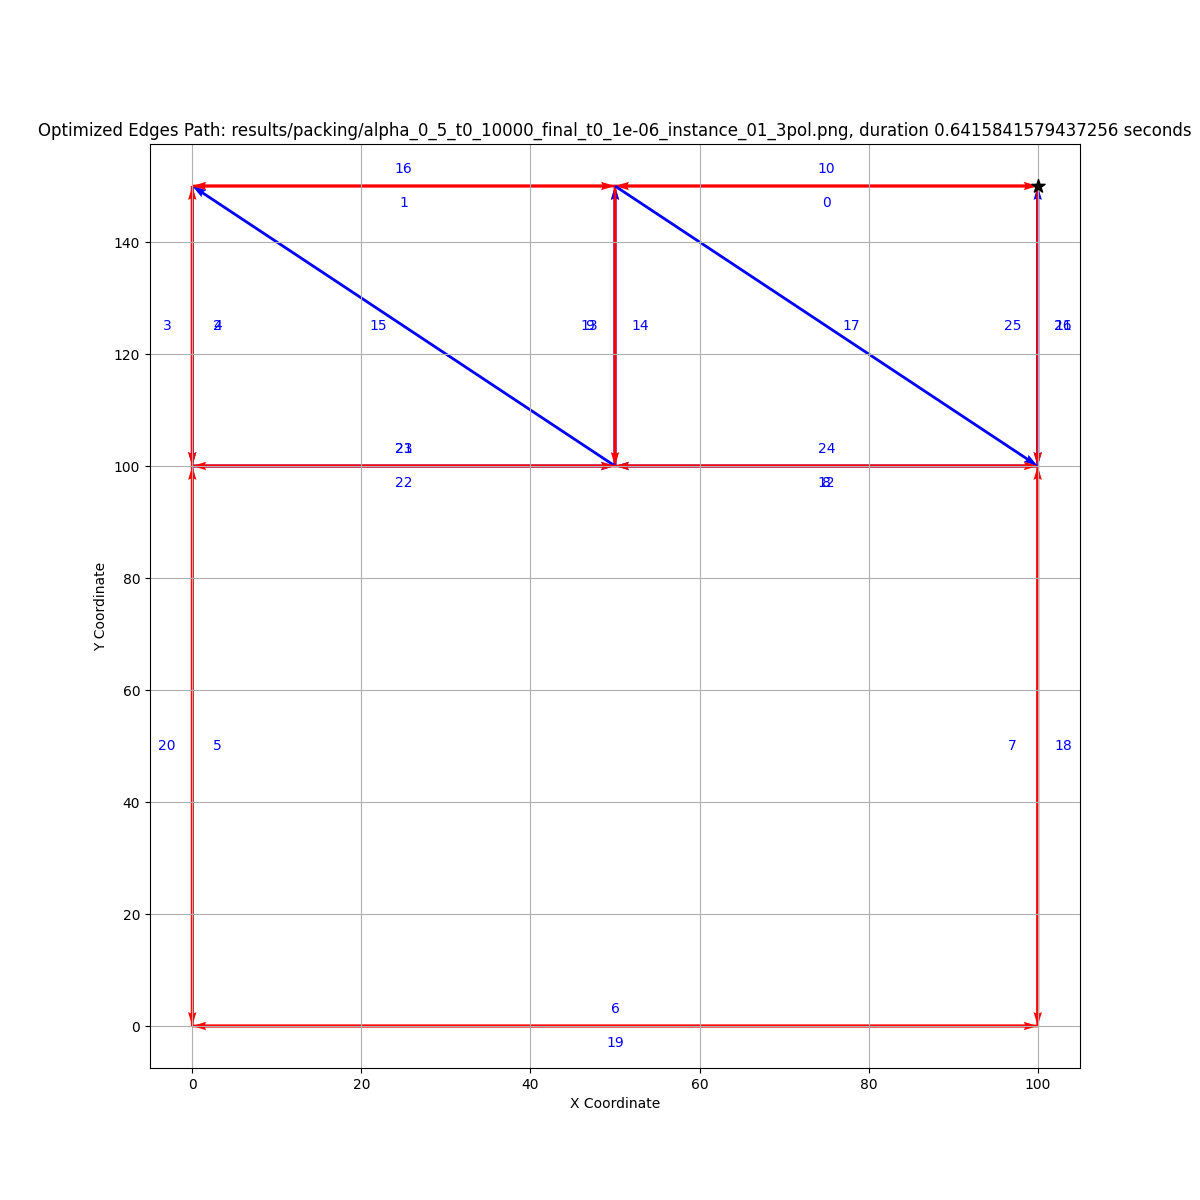 Optimized Edges Path: results/packing/alpha_0_5_t0_10000_final_t0_1e-06_instance_01_3pol.png, duration 0.6415841579437256 seconds
16 10
1 0
140
3 4 15 14 17 25
120
24
100
22
80
Y Coordinate
60
20 5 7 18
40
20
6
0
19
0 20 40 60 80 100
X Coordinate